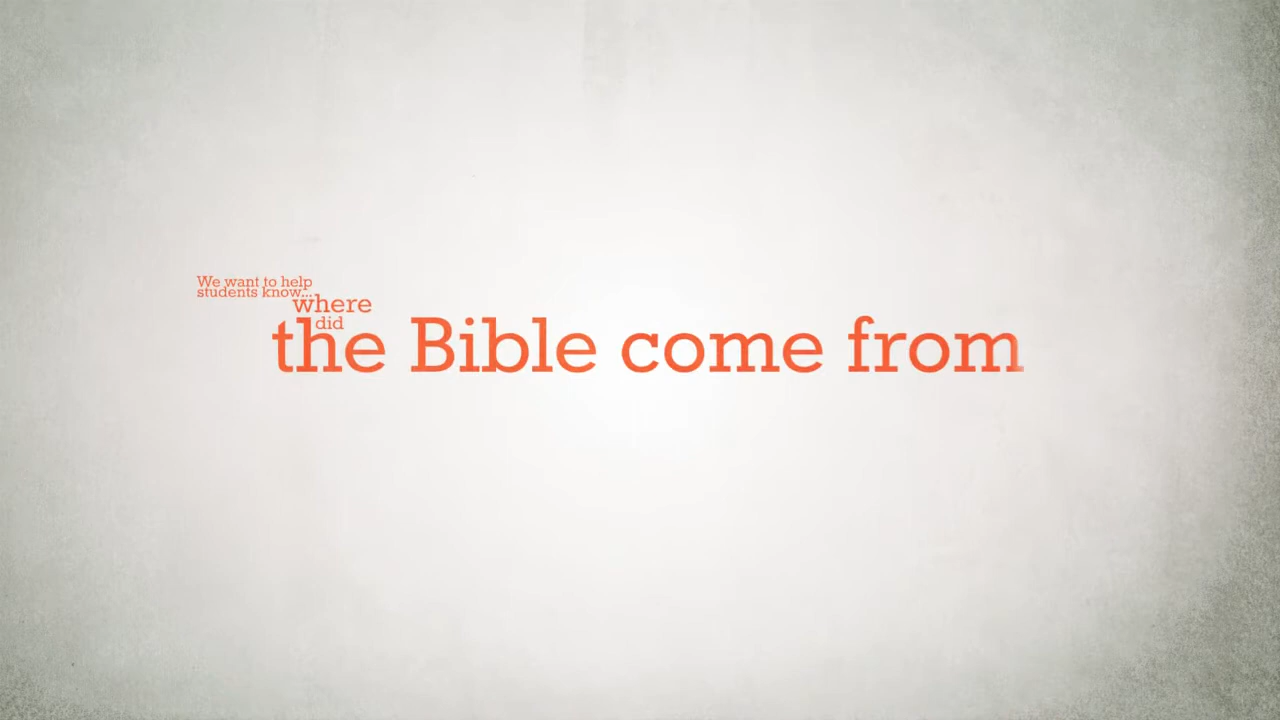 We want to help
students know...
where
did
the Bible come from